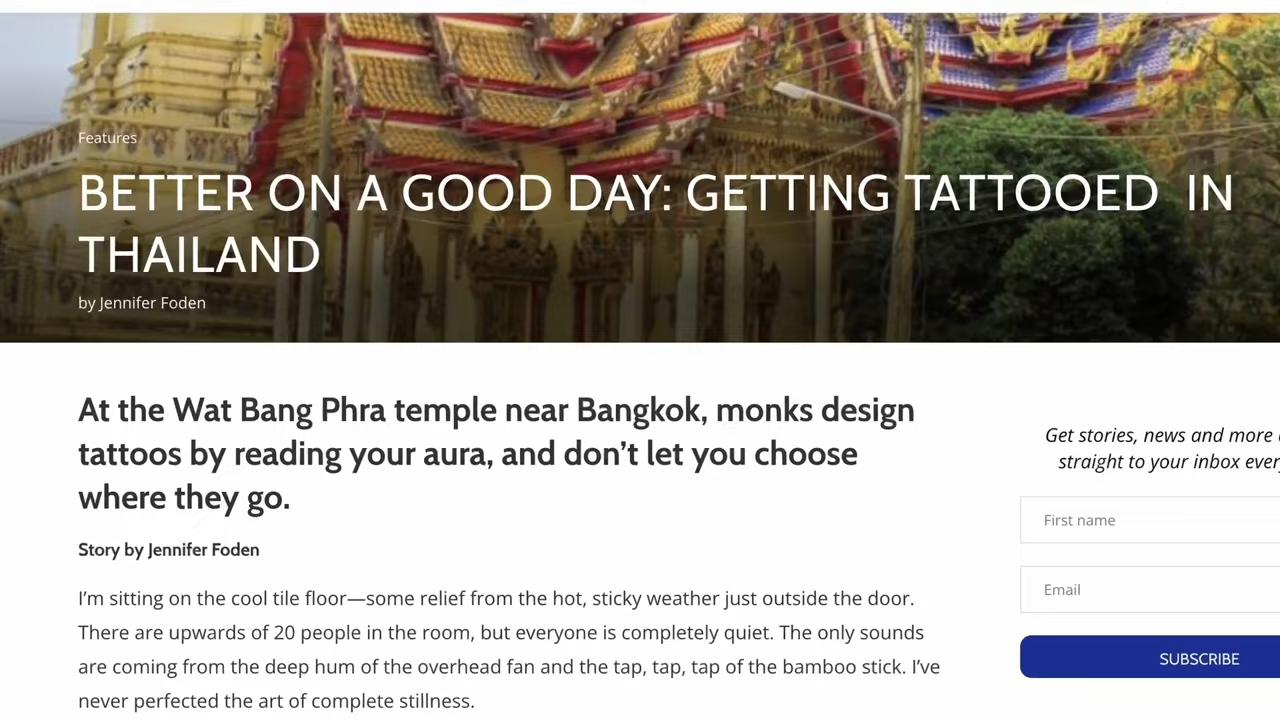 Features
BETTER ON A GOOD DAY: GETTING TATTOOED IN
THAILAND
by Jennifer Foden
At the Wat Bang Phra temple near Bangkok, monks design
tattoos by reading your aura, and don’t let you choose
where they go.
Story by Jennifer Foden
I’m sitting on the cool tile floor—some relief from the hot, sticky weather just outside the door.
There are upwards of 20 people in the room, but everyone is completely quiet. The only sounds
are coming from the deep hum of the overhead fan and the tap, tap, tap of the bamboo stick. I’ve
never perfected the art of complete stillness.
Get stories, news and more
straight to your inbox
First name
Email
SUBSCRIBE